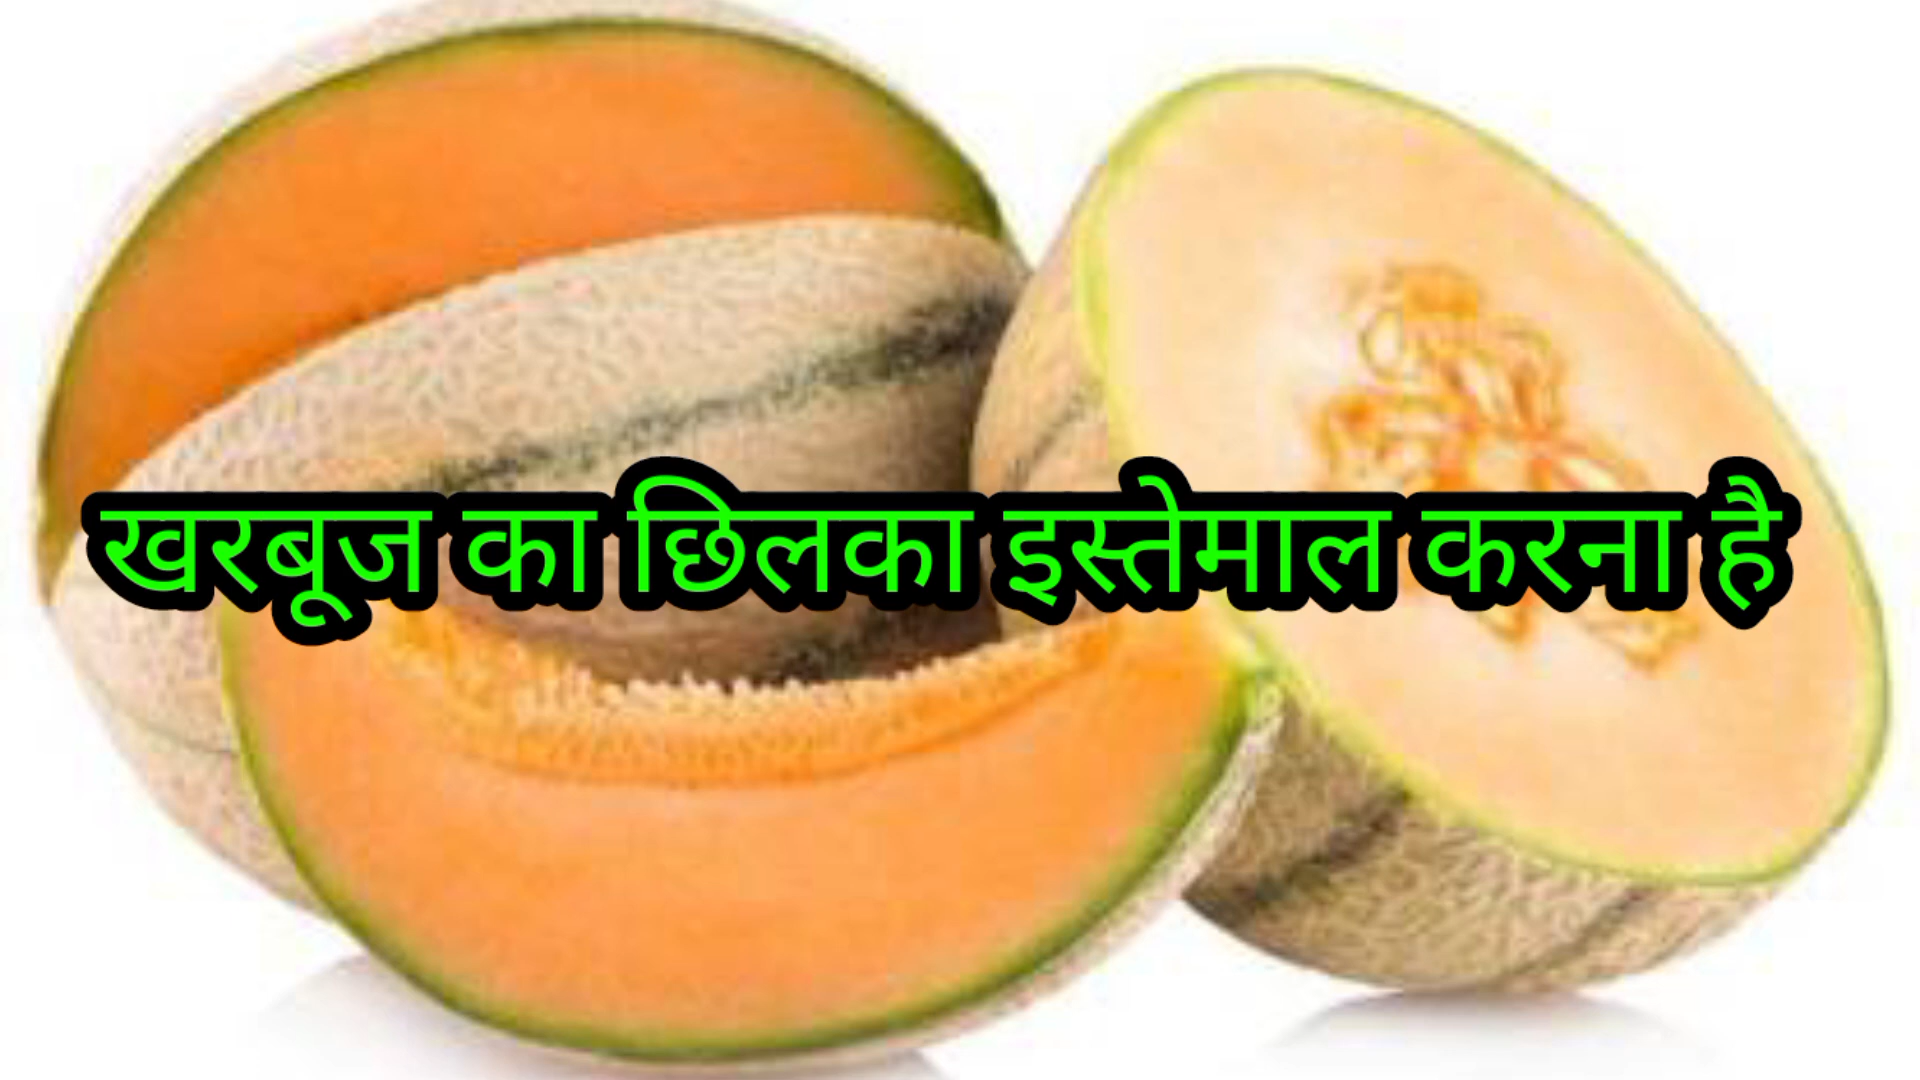 खरबूज का छिलका इस्तेमाल करना है